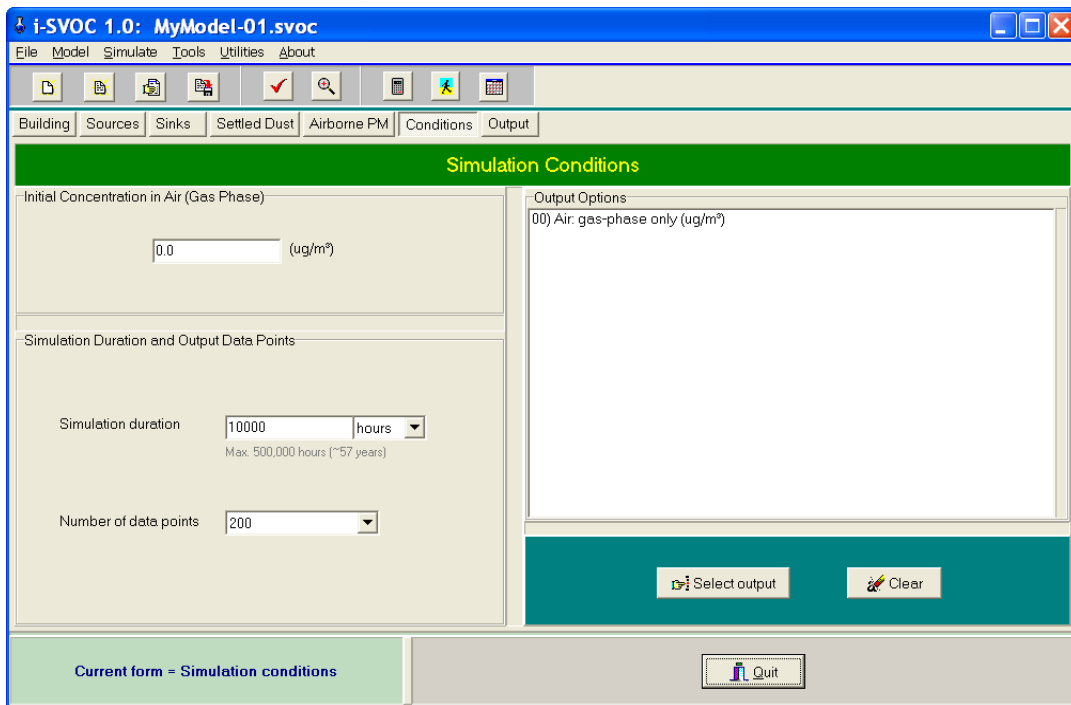 i-SVOC 1.0:  MyModel-01.svoc
File Model Simulate Tools Utilities About
Building Sources Sinks Settled Dust Airborne PM Conditions Output
Simulation Conditions
Initial Concentration in Air (Gas Phase)
0.0 (ug/m³)
Simulation Duration and Output Data Points
Simulation duration 10000 hours
Max. 500,000 hours (~57 years)
Number of data points 200
Output Options
00) Air: gas-phase only (ug/m³)
Select output Clear
Current form = Simulation conditions
Quit